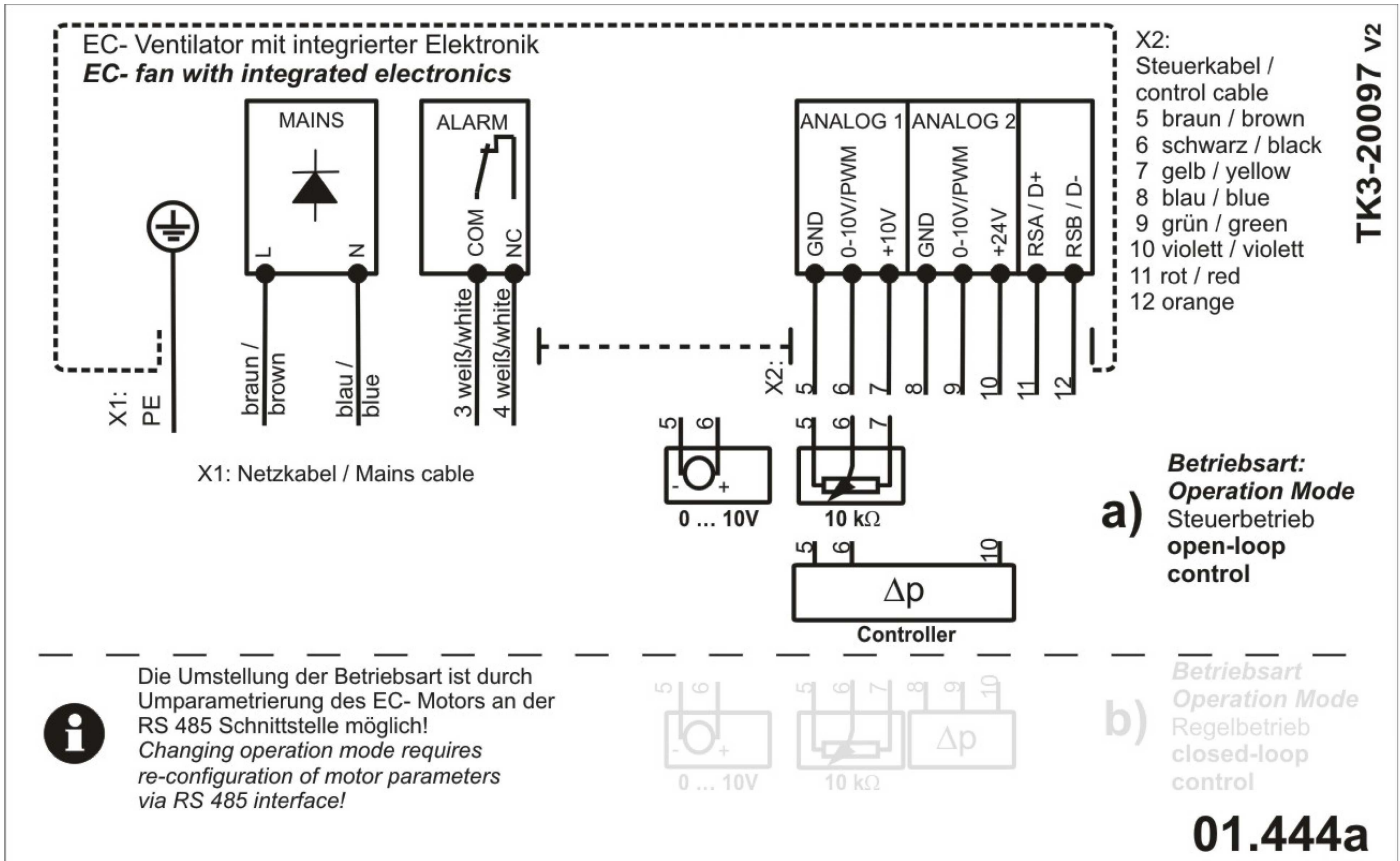 EC- Ventilator mit integrierter Elektronik
EC- fan with integrated electronics
MAINS
L
N
ALARM
COM
NC
ANALOG 1
GND
0-10V/PWM
+10V
ANALOG 2
GND
0-10V/PWM
+24V
RSA / D+
RSB / D-
X2:
Steuerkabel /
control cable
5 braun / brown
6 schwarz / black
7 gelb / yellow
8 blau / blue
9 grün / green
10 violett / violett
11 rot / red
12 orange
TK3-20097 V2
X1:
PE
braun /
brown
blau /
blue
3 weiß/white
4 weiß/white
X2:
5
6
7
8
9
10
11
12
X1: Netzkabel / Mains cable
5
6
- +
0 ... 10V
5
6
7
10 kΩ
5
6
10
Δp
Controller
a)
Betriebsart:
Operation Mode
Steuerbetrieb
open-loop
control
i
Die Umstellung der Betriebsart ist durch
Umparametrierung des EC- Motors an der
RS 485 Schnittstelle möglich!
Changing operation mode requires
re-configuration of motor parameters
via RS 485 interface!
5
6
- +
0 ... 10V
5
6
7
10 kΩ
8
9
10
Δp
b)
Betriebsart
Operation Mode
Regelbetrieb
closed-loop
control
01.444a